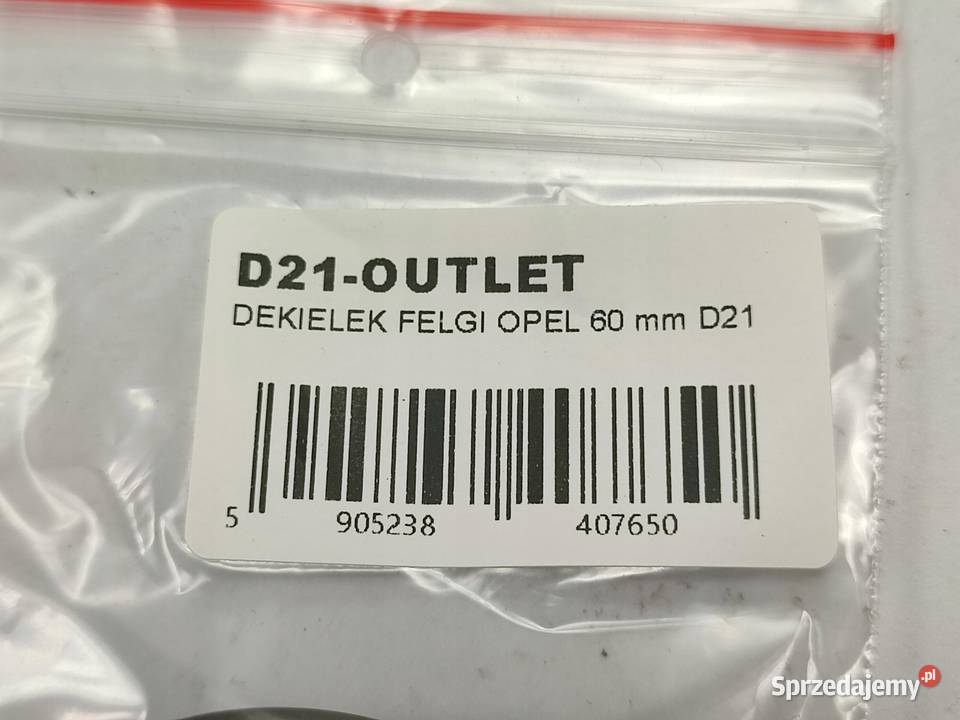 D21-OUTLET
DEKIELEK FELGI OPEL 60 mm D21
5 905238 407650
Sprzedajemy.pl